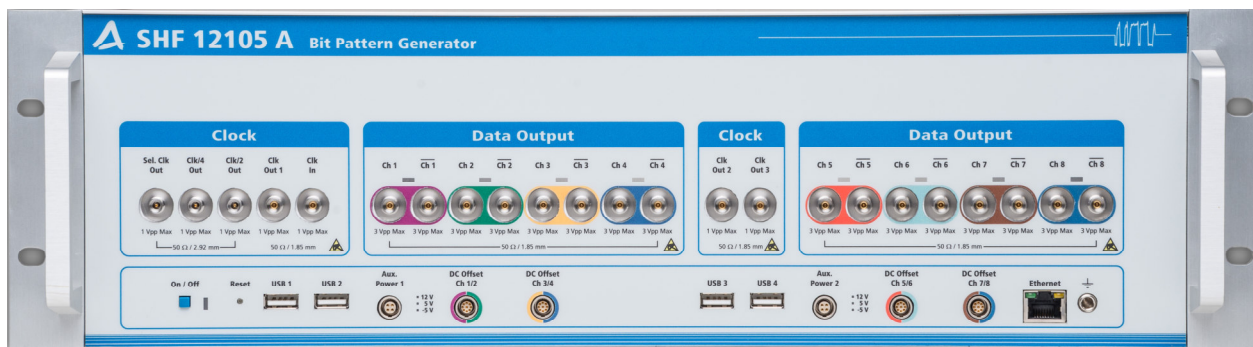 SHF 12105 A Bit Pattern Generator
Clock
Sel. Clk Out
Clk/4 Out
Clk/2 Out
Clk Out 1
Clk In
1 Vpp Max 1 Vpp Max 1 Vpp Max 1 Vpp Max 1 Vpp Max
50 Ω / 2.92 mm 50 Ω / 1.85 mm
Data Output
Ch 1 C̅h̅ ̅1̅ Ch 2 C̅h̅ ̅2̅ Ch 3 C̅h̅ ̅3̅ Ch 4 C̅h̅ ̅4̅
3 Vpp Max 3 Vpp Max 3 Vpp Max 3 Vpp Max 3 Vpp Max 3 Vpp Max 3 Vpp Max 3 Vpp Max
50 Ω / 1.85 mm
Clock
Clk Out 2
Clk Out 3
1 Vpp Max 1 Vpp Max
50 Ω / 1.85 mm
Data Output
Ch 5 C̅h̅ ̅5̅ Ch 6 C̅h̅ ̅6̅ Ch 7 C̅h̅ ̅7̅ Ch 8 C̅h̅ ̅8̅
3 Vpp Max 3 Vpp Max 3 Vpp Max 3 Vpp Max 3 Vpp Max 3 Vpp Max 3 Vpp Max 3 Vpp Max
50 Ω / 1.85 mm
On / Off
Reset
USB 1
USB 2
Aux. Power 1
• 12 V
• 5 V
• -5 V
DC Offset Ch 1/2
DC Offset Ch 3/4
USB 3
USB 4
Aux. Power 2
• 12 V
• 5 V
• -5 V
DC Offset Ch 5/6
DC Offset Ch 7/8
Ethernet